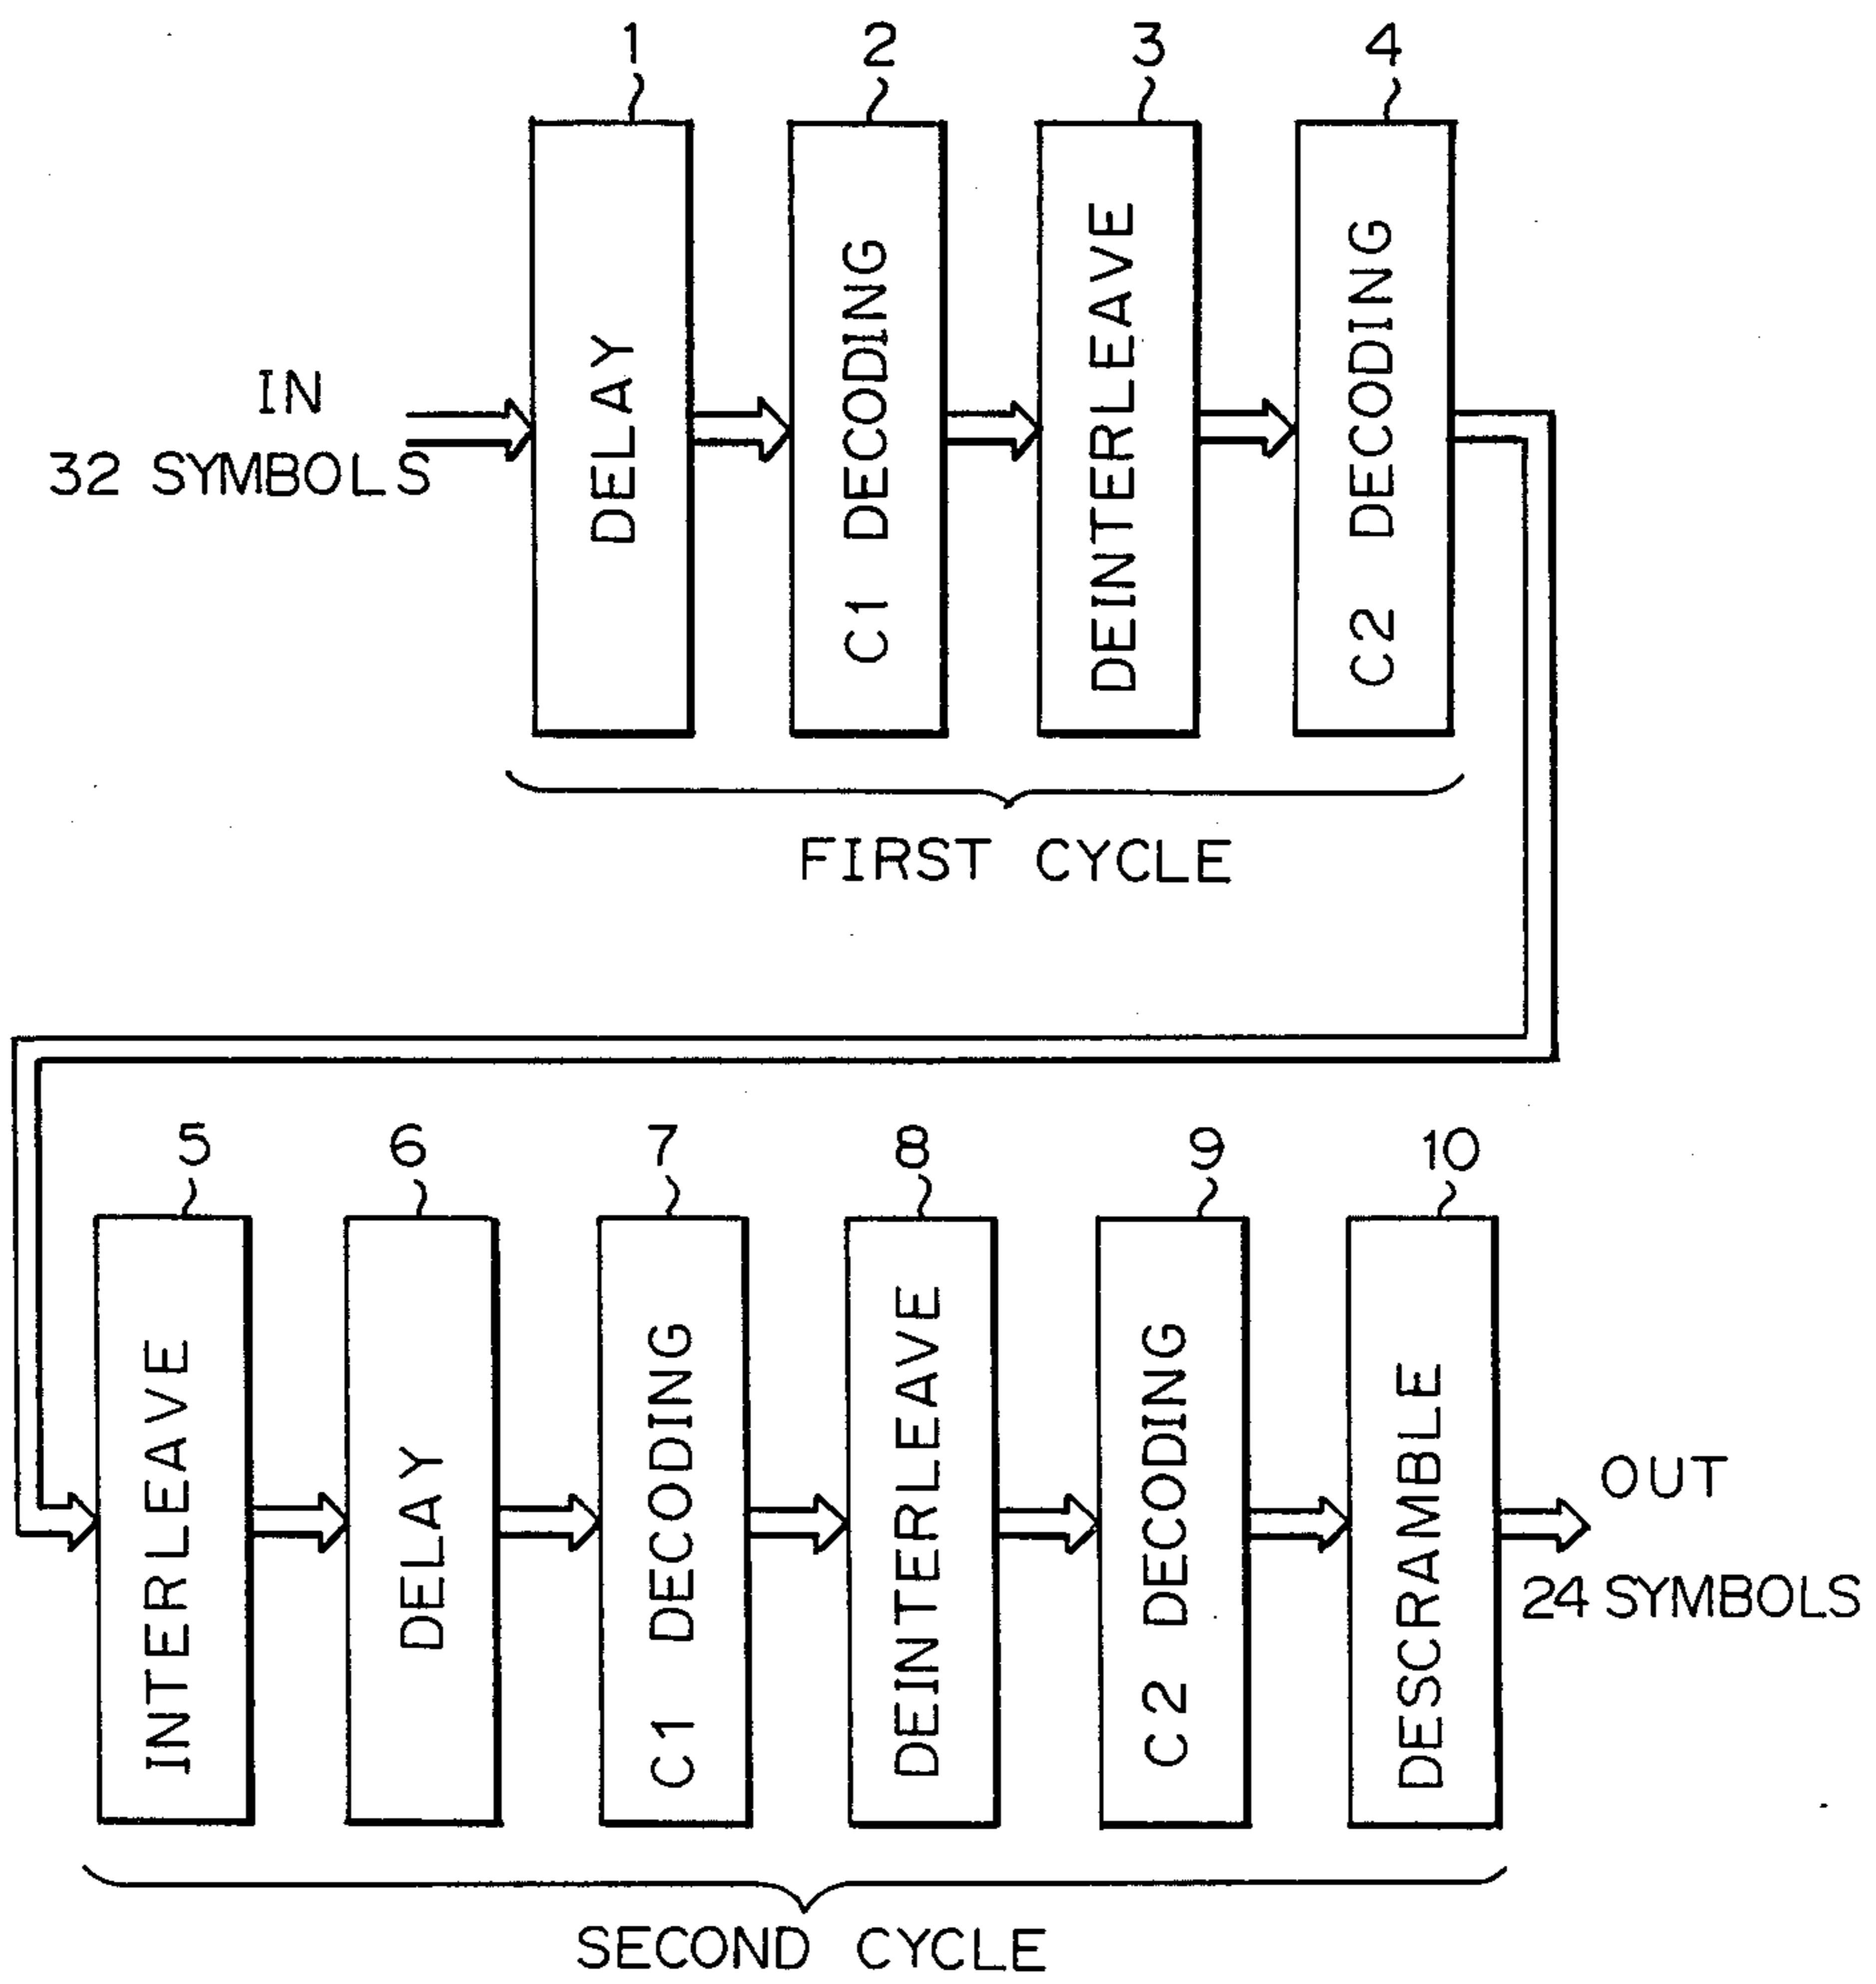 1
2
3
4
IN
32 SYMBOLS
DELAY
C1 DECODING
DEINTERLEAVE
C2 DECODING
FIRST CYCLE
5
6
7
8
9
10
INTERLEAVE
DELAY
C1 DECODING
DEINTERLEAVE
C2 DECODING
DESCRAMBLE
OUT
24 SYMBOLS
SECOND CYCLE